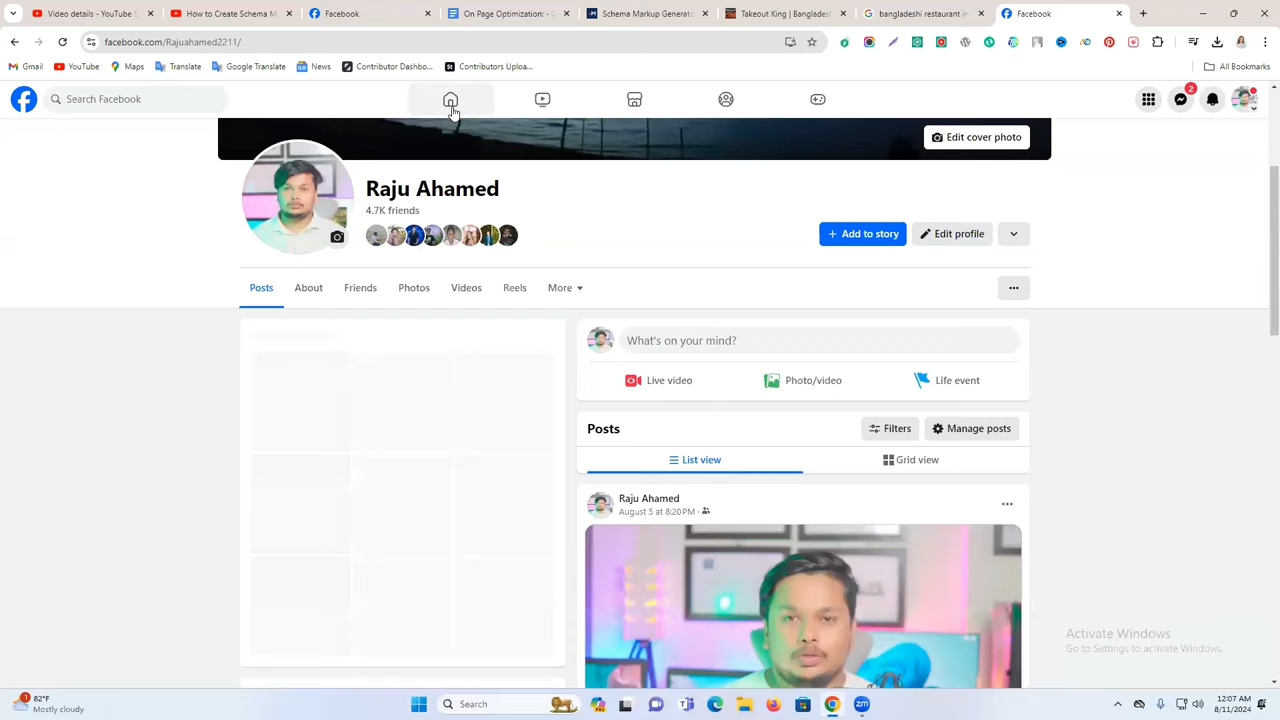 Video details - YouTube S
How to Create Schema M
Facebook
On Page Optimization: - Q
Schema Markup Generato
Takeout King | Banglades
bangladeshi restaurant in
Facebook
facebook.com/Rajuahamed2211/
Gmail
YouTube
Maps
Translate
Google Translate
News
Contributor Dashbo...
Contributors Uploa...
All Bookmarks
Search Facebook
2
Edit cover photo
Raju Ahamed
4.7K friends
+ Add to story
Edit profile
Posts
About
Friends
Photos
Videos
Reels
More
What's on your mind?
Live video
Photo/video
Life event
Posts
Filters
Manage posts
List view
Grid view
Raju Ahamed
August 5 at 8:20 PM ·
Activate Windows
Go to Settings to activate Windows.
1
82°F
Mostly cloudy
Search
zm
12:07 AM
8/11/2024